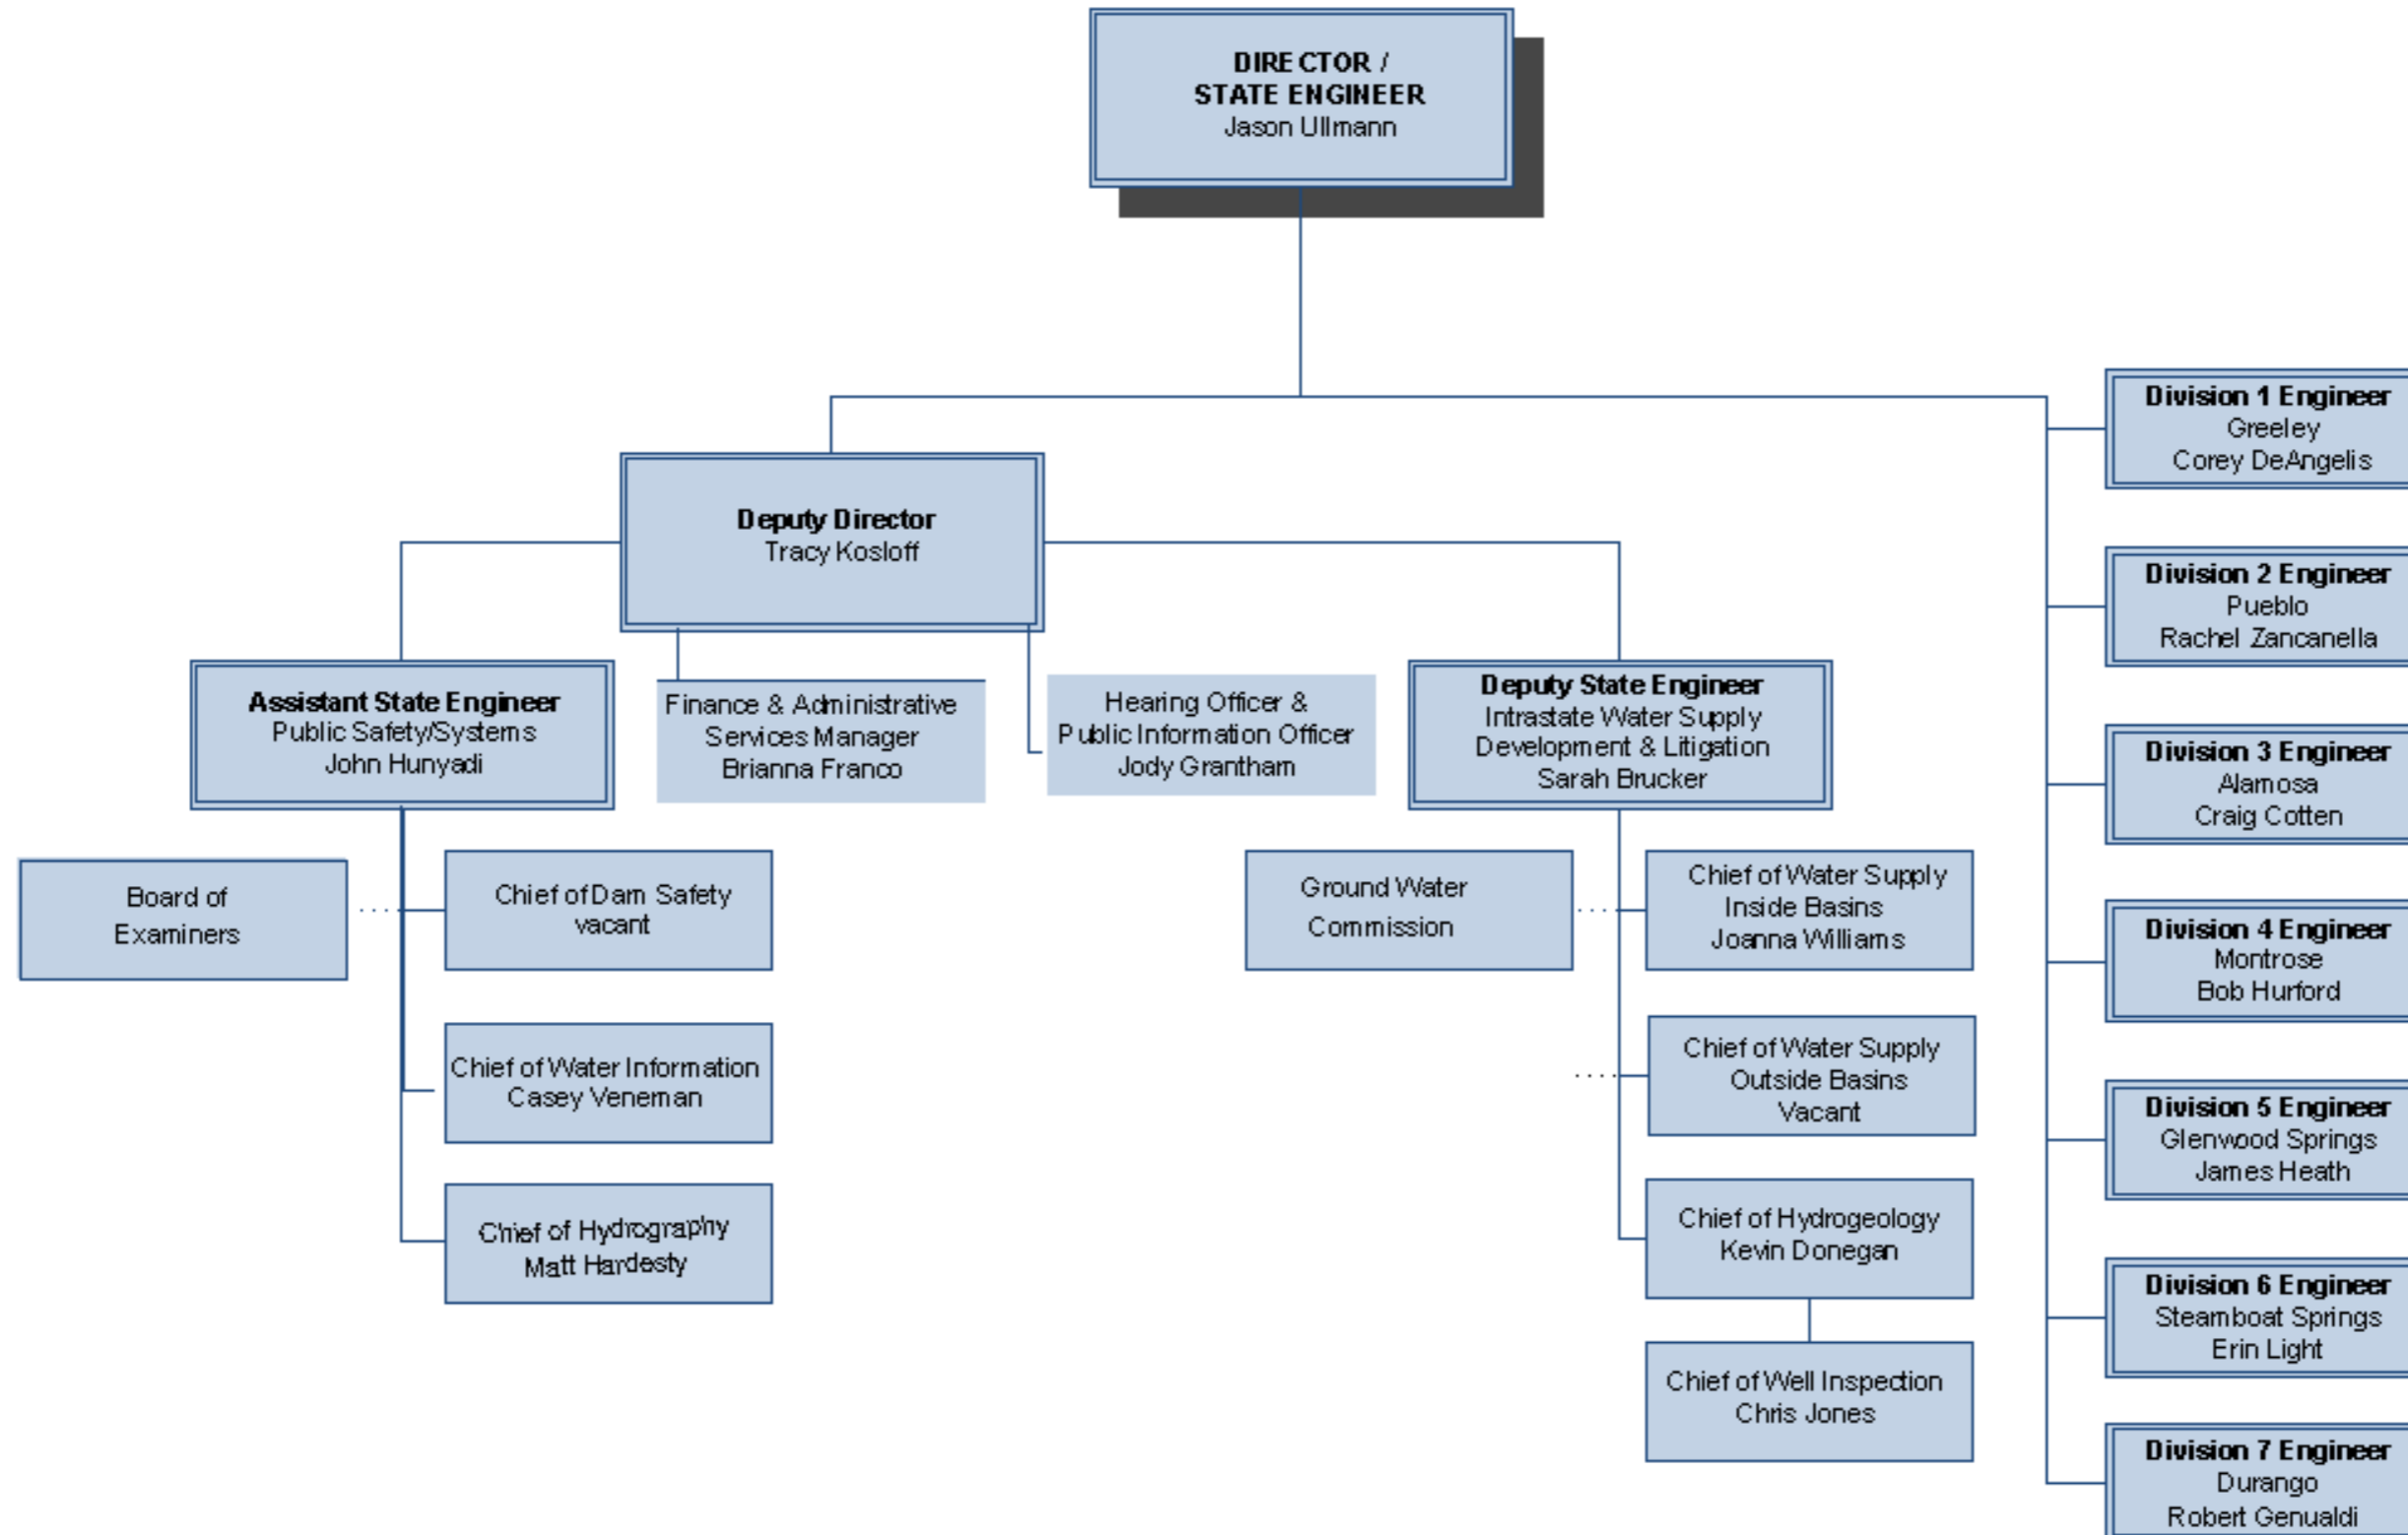 DIRECTOR /
STATE ENGINEER
Jason Ullmann
Deputy Director
Tracy Kosloff
Assistant State Engineer
Public Safety/Systems
John Hunyadi
Finance & Administrative
Services Manager
Brianna Franco
Hearing Officer &
Public Information Officer
Jody Grantham
Deputy State Engineer
Intrastate Water Supply
Development & Litigation
Sarah Brucker
Board of
Examiners
Chief of Dam Safety
vacant
Chief of Water Information
Casey Veneman
Chief of Hydrography
Matt Hardesty
Ground Water
Commission
Chief of Water Supply
Inside Basins
Joanna Williams
Chief of Water Supply
Outside Basins
Vacant
Chief of Hydrogeology
Kevin Donegan
Chief of Well Inspection
Chris Jones
Division 1 Engineer
Greeley
Corey DeAngelis
Division 2 Engineer
Pueblo
Rachel Zancanella
Division 3 Engineer
Alamosa
Craig Cotten
Division 4 Engineer
Montrose
Bob Hurford
Division 5 Engineer
Glenwood Springs
James Heath
Division 6 Engineer
Steamboat Springs
Erin Light
Division 7 Engineer
Durango
Robert Genualdi